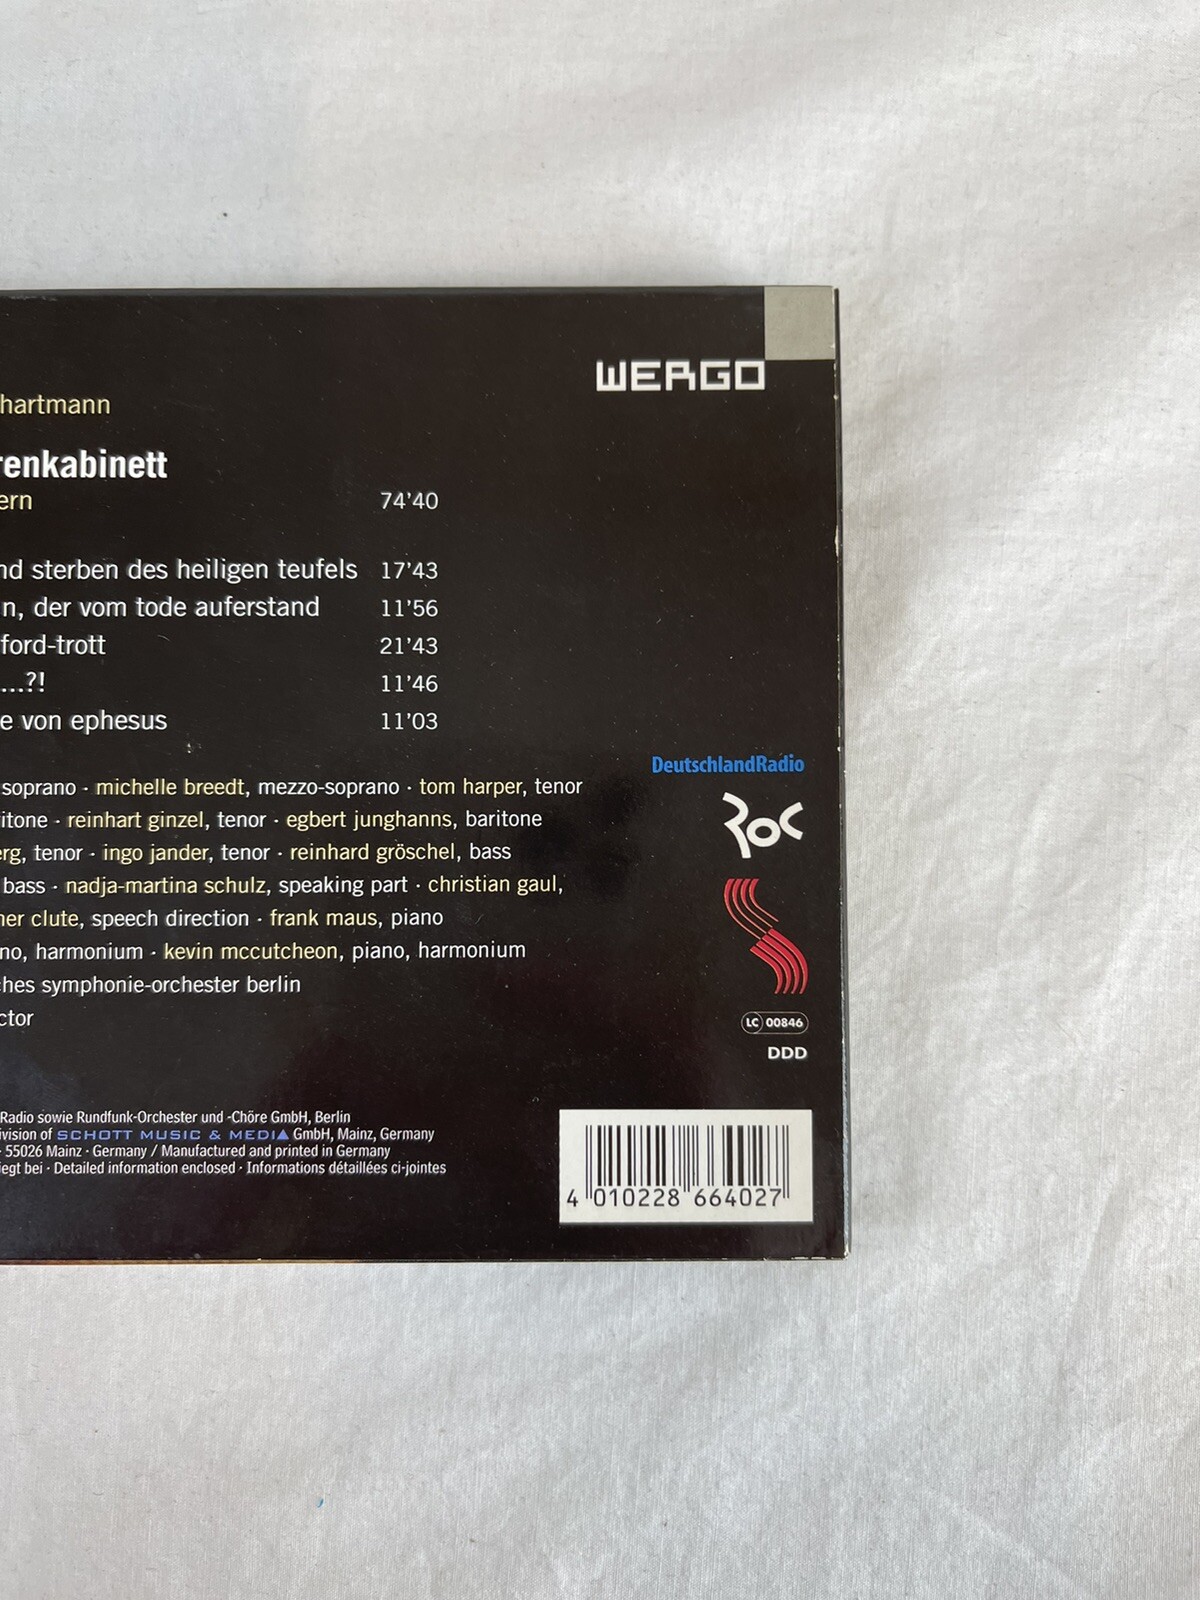 WERGO
hartmann
renkabinett
ern 74'40
nd sterben des heiligen teufels 17'43
n, der vom tode auferstand 11'56
ford-trott 21'43
...?! 11'46
e von ephesus 11'03
DeutschlandRadio
soprano · michelle breedt, mezzo-soprano · tom harper, tenor
itone · reinhart ginzel, tenor · egbert junghanns, baritone
erg, tenor · ingo jander, tenor · reinhard gröschel, bass
bass · nadja-martina schulz, speaking part · christian gaul,
ner clute, speech direction · frank maus, piano
no, harmonium · kevin mccutcheon, piano, harmonium
ches symphonie-orchester berlin
ctor
roc
LC 00846
DDD
Radio sowie Rundfunk-Orchester und -Chöre GmbH, Berlin
ivision of SCHOTT MUSIC & MEDIA GmbH, Mainz, Germany
· 55026 Mainz · Germany / Manufactured and printed in Germany
iegt bei · Detailed information enclosed · Informations détaillées ci-jointes
4 010228 664027